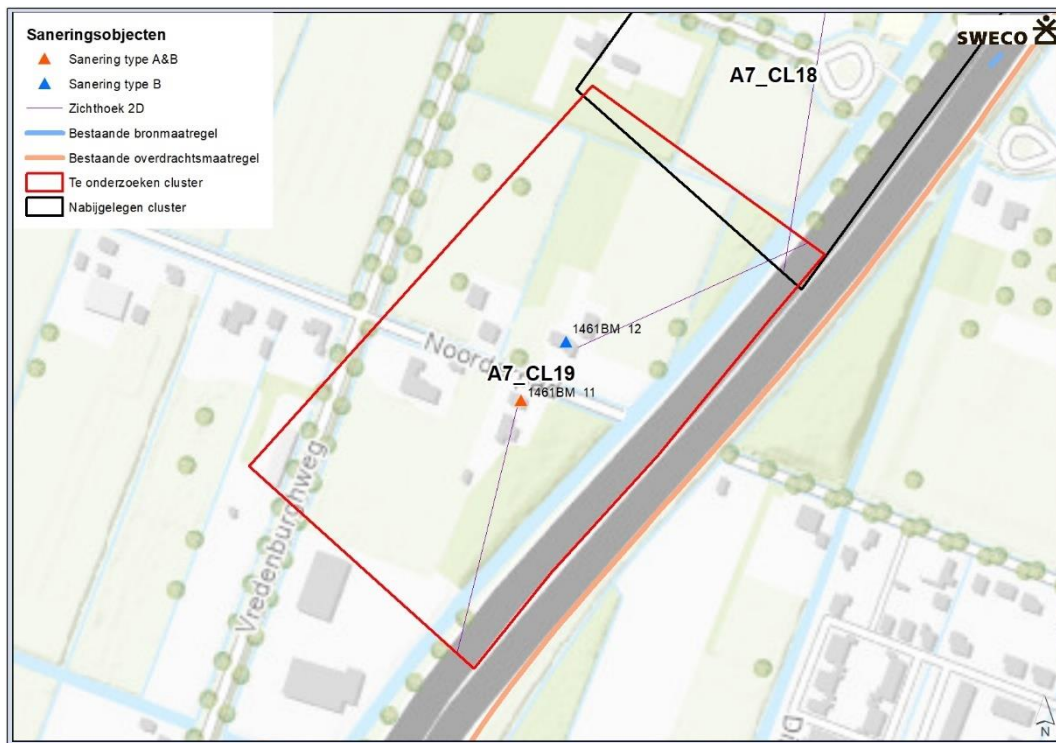 Saneringsobjecten
Sanering type A&B
Sanering type B
Zichthoek 2D
Bestaande bronmaatregel
Bestaande overdrachtsmaatregel
Te onderzoeken cluster
Nabijgelegen cluster
SWECO
A7_CL18
1461BM 12
A7_CL19
1461BM 11
Vredenburghweg
N